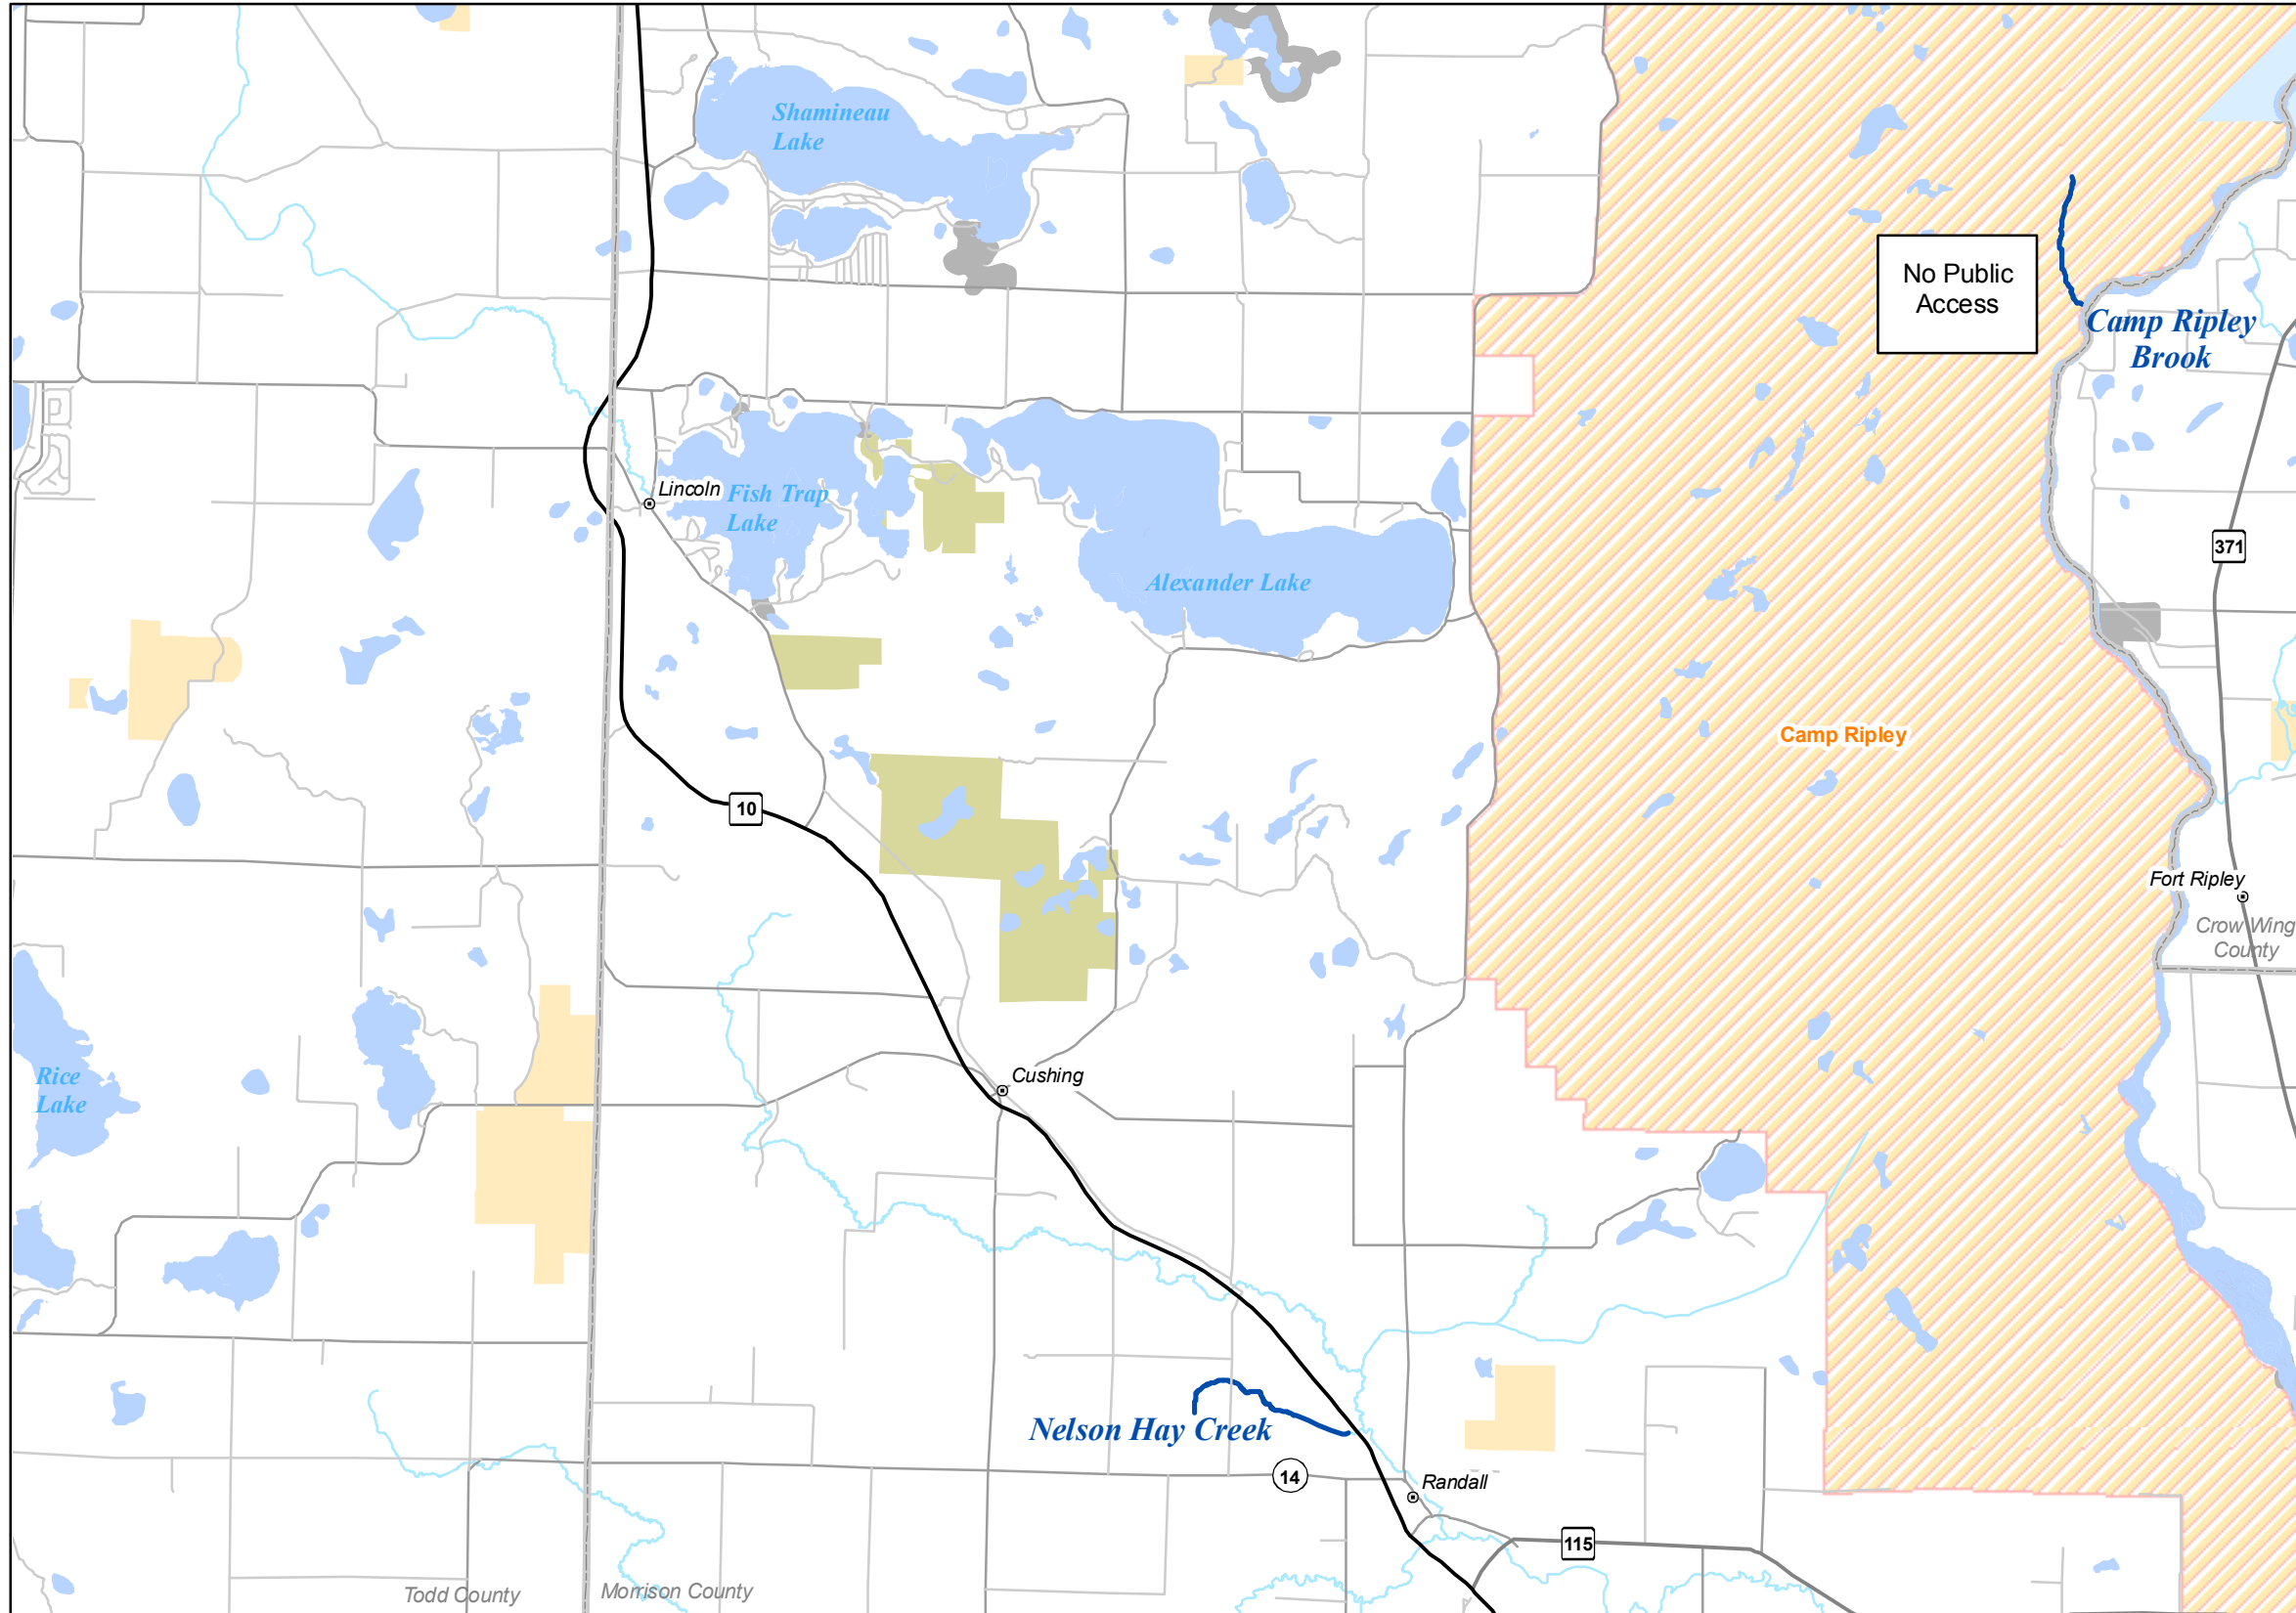 Shamineau
Lake
No Public
Access
Camp Ripley
Brook
Lincoln
Fish Trap
Lake
371
Alexander Lake
Camp Ripley
10
Fort Ripley
Crow Wing
County
Rice
Lake
Cushing
Nelson Hay Creek
14
Randall
115
Todd County
Morrison County